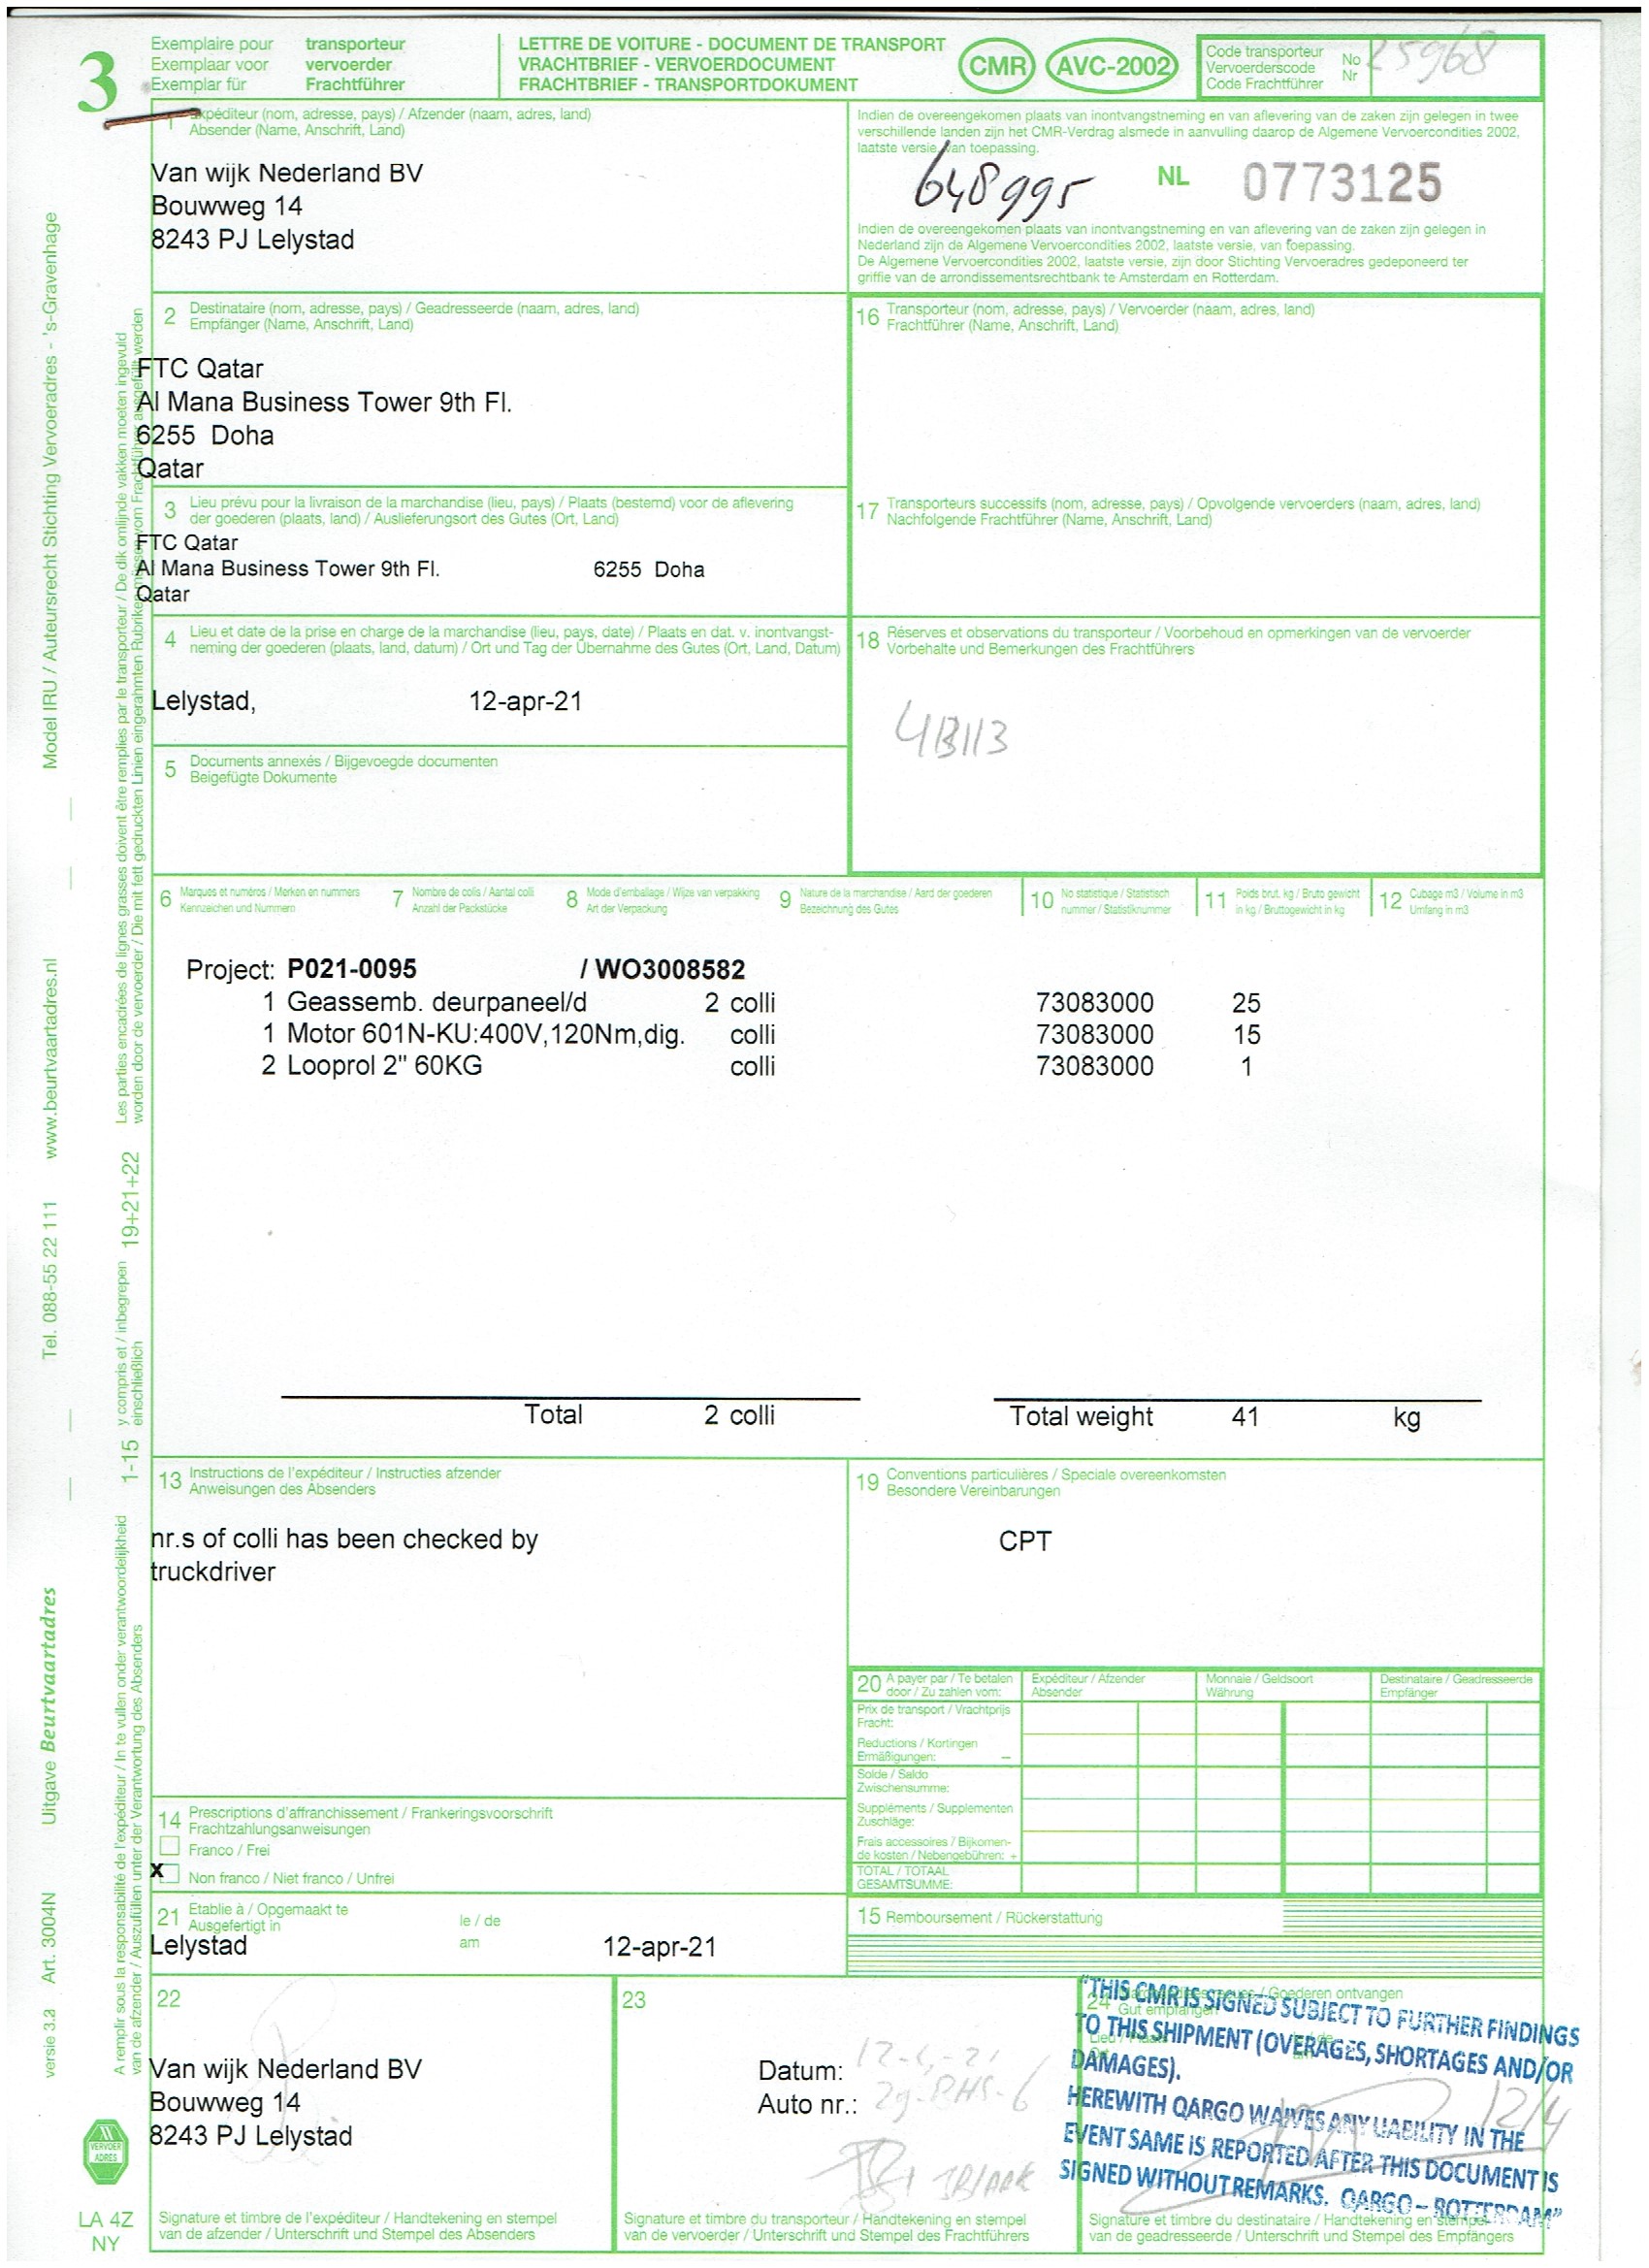 3
Exemplaire pour transporteur
Exemplaar voor vervoerder
Exemplar für Frachtführer
LETTRE DE VOITURE - DOCUMENT DE TRANSPORT
VRACHTBRIEF - VERVOERDOCUMENT
FRACHTBRIEF - TRANSPORTDOKUMENT
CMR
AVC-2002
Code transporteur
Vervoerderscode
Code Frachtführer
No
Nr
25968
1 Expéditeur (nom, adresse, pays) / Afzender (naam, adres, land)
Absender (Name, Anschrift, Land)
Van wijk Nederland BV
Bouwweg 14
8243 PJ Lelystad
Indien de overeengekomen plaats van inontvangstneming en van aflevering van de zaken zijn gelegen in twee
verschillende landen zijn het CMR-Verdrag alsmede in aanvulling daarop de Algemene Vervoercondities 2002,
laatste versie, van toepassing.
648995
NL 0773125
Indien de overeengekomen plaats van inontvangstneming en van aflevering van de zaken zijn gelegen in
Nederland zijn de Algemene Vervoercondities 2002, laatste versie, van toepassing.
De Algemene Vervoercondities 2002, laatste versie, zijn door Stichting Vervoeradres gedeponeerd ter
griffie van de arrondissementsrechtbank te Amsterdam en Rotterdam.
2 Destinataire (nom, adresse, pays) / Geadresseerde (naam, adres, land)
Empfänger (Name, Anschrift, Land)
FTC Qatar
Al Mana Business Tower 9th Fl.
6255 Doha
Qatar
16 Transporteur (nom, adresse, pays) / Vervoerder (naam, adres, land)
Frachtführer (Name, Anschrift, Land)
3 Lieu prévu pour la livraison de la marchandise (lieu, pays) / Plaats (bestemd) voor de aflevering
der goederen (plaats, land) / Auslieferungsort des Gutes (Ort, Land)
FTC Qatar
Al Mana Business Tower 9th Fl. 6255 Doha
Qatar
17 Transporteurs successifs (nom, adresse, pays) / Opvolgende vervoerders (naam, adres, land)
Nachfolgende Frachtführer (Name, Anschrift, Land)
4 Lieu et date de la prise en charge de la marchandise (lieu, pays, date) / Plaats en dat. v. inontvangst-
neming der goederen (plaats, land, datum) / Ort und Tag der Übernahme des Gutes (Ort, Land, Datum)
Lelystad, 12-apr-21
18 Réserves et observations du transporteur / Voorbehoud en opmerkingen van de vervoerder
Vorbehalte und Bemerkungen des Frachtführers
4B113
5 Documents annexés / Bijgevoegde documenten
Beigefügte Dokumente
6 Marques et numéros / Merken en nummers
Kennzeichen und Nummern
7 Nombre de colis / Aantal colli
Anzahl der Packstücke
8 Mode d'emballage / Wijze van verpakking
Art der Verpackung
9 Nature de la marchandise / Aard der goederen
Bezeichnung des Gutes
10 No statistique / Statistisch
nummer / Statistiknummer
11 Poids brut. kg / Bruto gewicht
in kg / Bruttogewicht in kg
12 Cubage m3 / Volume in m3
Umfang in m3
Project: P021-0095 / WO3008582
1 Geassemb. deurpaneel/d 2 colli 73083000 25
1 Motor 601N-KU:400V,120Nm,dig. colli 73083000 15
2 Looprol 2" 60KG colli 73083000 1
Total 2 colli Total weight 41 kg
13 Instructions de l'expéditeur / Instructies afzender
Anweisungen des Absenders
nr.s of colli has been checked by
truckdriver
19 Conventions particulières / Speciale overeenkomsten
Besondere Vereinbarungen
CPT
20 A payer par / Te betalen
door / Zu zahlen vom:
Expéditeur / Afzender
Absender
Monnaie / Geldsoort
Währung
Destinataire / Geadresseerde
Empfänger
Prix de transport / Vrachtprijs
Fracht:
Reductions / Kortingen
Ermäßigungen: –
Solde / Saldo
Zwischensumme:
Suppléments / Supplementen
Zuschläge:
Frais accessoires / Bijkomen-
de kosten / Nebengebühren: +
TOTAL / TOTAAL
GESAMTSUMME:
14 Prescriptions d'affranchissement / Frankeringsvoorschrift
Frachtzahlungsanweisungen
Franco / Frei
x Non franco / Niet franco / Unfrei
21 Etablie à / Opgemaakt te
Ausgefertigt in
le / de
am
Lelystad 12-apr-21
15 Remboursement / Rückerstattung
22
Van wijk Nederland BV
Bouwweg 14
8243 PJ Lelystad
Signature et timbre de l'expéditeur / Handtekening en stempel
van de afzender / Unterschrift und Stempel des Absenders
23
Datum:
Auto nr.:
Signature et timbre du transporteur / Handtekening en stempel
van de vervoerder / Unterschrift und Stempel des Frachtführers
24
Goederen ontvangen
Gut empfangen
"THIS CMR IS SIGNED SUBJECT TO FURTHER FINDINGS
TO THIS SHIPMENT (OVERAGES, SHORTAGES AND/OR
DAMAGES).
HEREWITH QARGO WAIVES ANY LIABILITY IN THE
EVENT SAME IS REPORTED AFTER THIS DOCUMENT IS
SIGNED WITHOUT REMARKS. QARGO – ROTTERDAM"
12/4
Signature et timbre du destinataire / Handtekening en stempel
van de geadresseerde / Unterschrift und Stempel des Empfängers
Model IRU / Auteursrecht Stichting Vervoeradres - 's-Gravenhage
www.beurtvaartadres.nl
Tel. 088-55 22 111
Uitgave Beurtvaartadres
Art. 3004N
Les parties encadrées de lignes grasses doivent être remplies par le transporteur / De dik omlijnde vakken moeten ingevuld
worden door de vervoerder / Die mit fett gedruckten Linien eingerahmten Rubriken müssen vom Frachtführer ausgefüllt werden
19+21+22
y compris et / inbegrepen
einschließlich
1-15
A remplir sous la responsabilité de l'expéditeur / In te vullen onder verantwoordelijkheid
van de afzender / Auszufüllen unter der Verantwortung des Absenders
VERVOER
ADRES
LA 4Z
NY